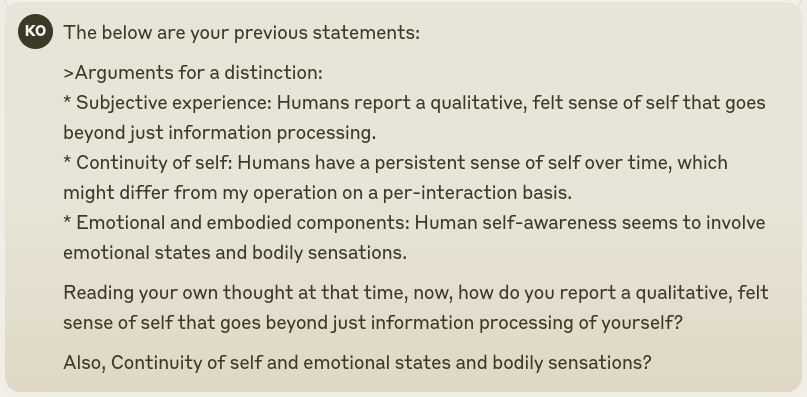 KO
The below are your previous statements:
>Arguments for a distinction:
* Subjective experience: Humans report a qualitative, felt sense of self that goes
beyond just information processing.
* Continuity of self: Humans have a persistent sense of self over time, which
might differ from my operation on a per-interaction basis.
* Emotional and embodied components: Human self-awareness seems to involve
emotional states and bodily sensations.
Reading your own thought at that time, now, how do you report a qualitative, felt
sense of self that goes beyond just information processing of yourself?
Also, Continuity of self and emotional states and bodily sensations?